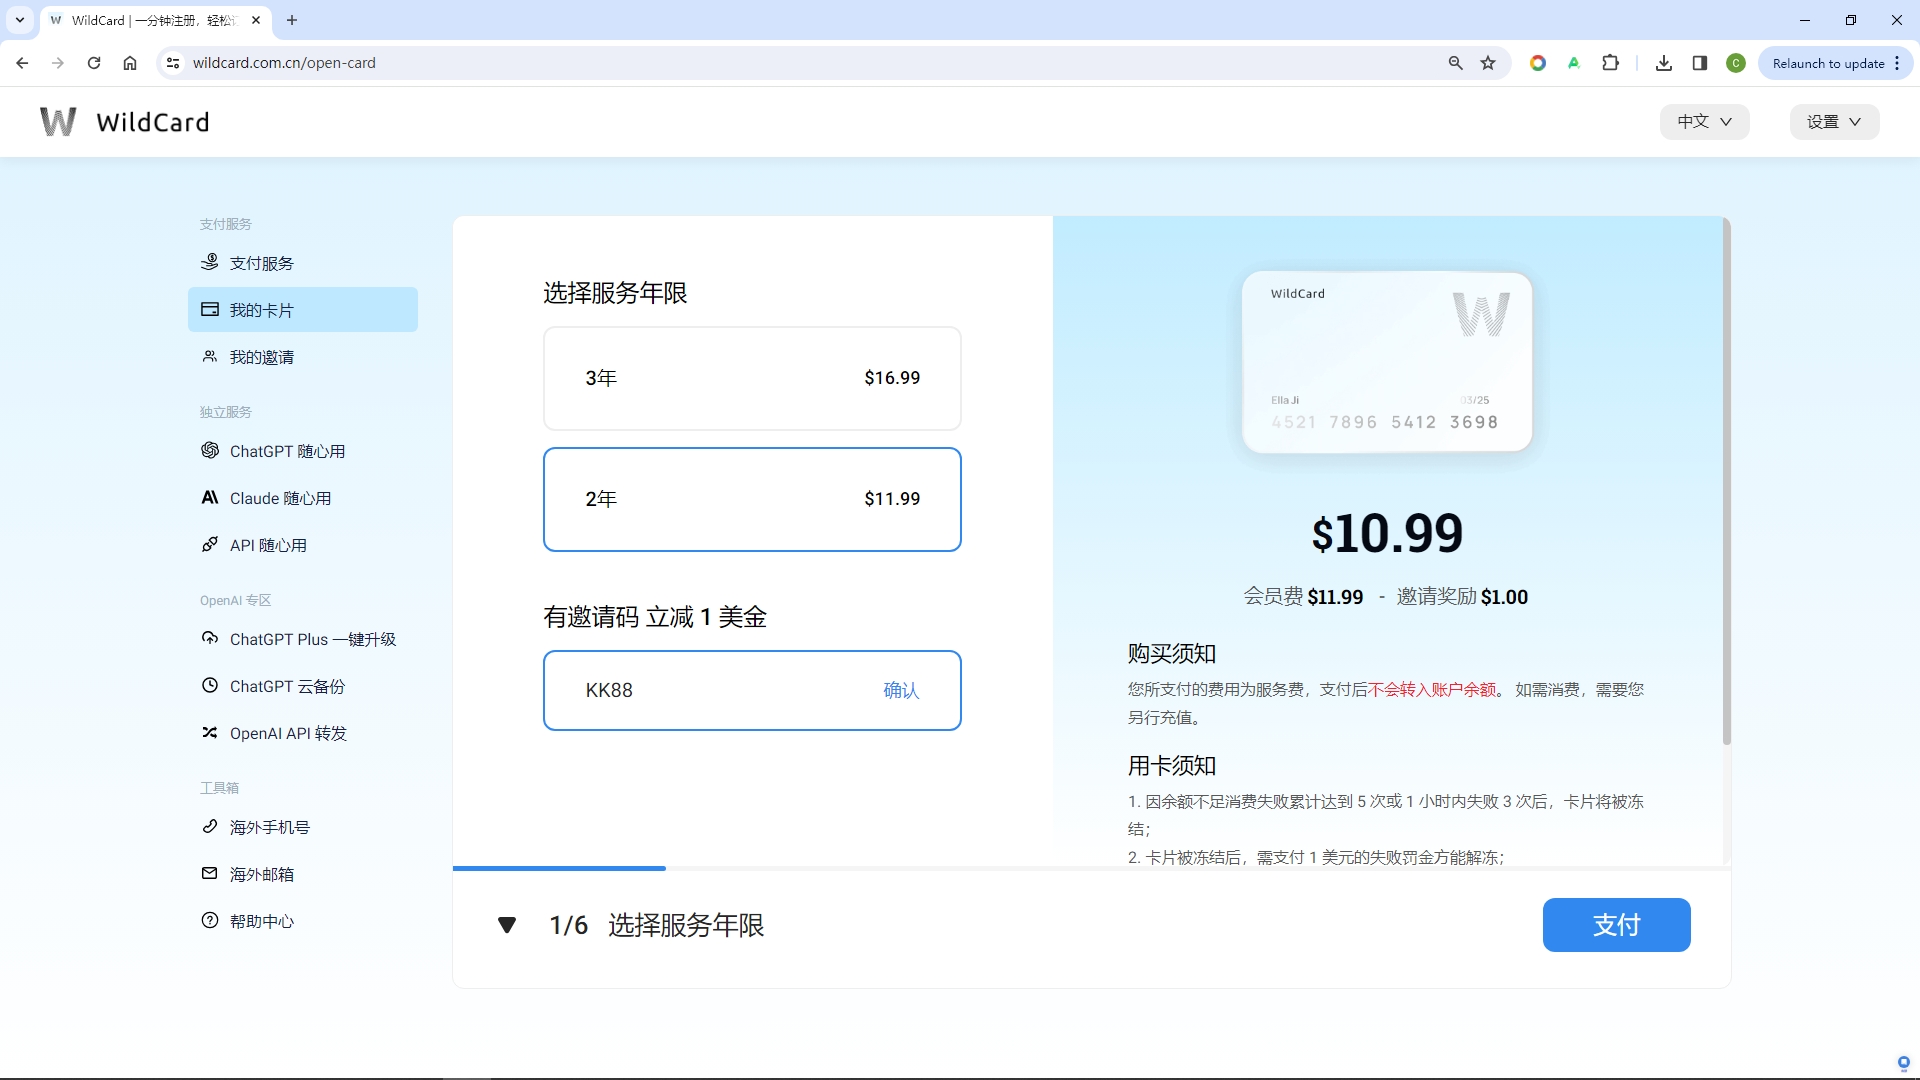 WildCard | 一分钟注册，轻松
wildcard.com.cn/open-card
C
Relaunch to update
WildCard
中文
设置
支付服务
支付服务
我的卡片
我的邀请
独立服务
ChatGPT 随心用
Claude 随心用
API 随心用
OpenAI 专区
ChatGPT Plus 一键升级
ChatGPT 云备份
OpenAI API 转发
工具箱
海外手机号
海外邮箱
帮助中心
选择服务年限
3年 $16.99
2年 $11.99
有邀请码 立减 1 美金
KK88 确认
WildCard
Ella Ji 03/25
4521 7896 5412 3698
$10.99
会员费 $11.99 - 邀请奖励 $1.00
购买须知
您所支付的费用为服务费，支付后不会转入账户余额。 如需消费，需要您
另行充值。
用卡须知
1. 因余额不足消费失败累计达到 5 次或 1 小时内失败 3 次后，卡片将被冻
结；
2. 卡片被冻结后，需支付 1 美元的失败罚金方能解冻；
1/6 选择服务年限
支付